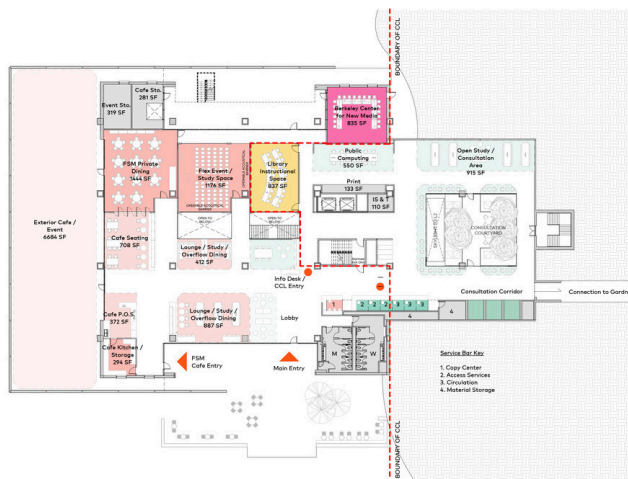 BOUNDARY OF CCL
Cafe Sto.
281 SF
Event Sto.
319 SF
Berkeley Center
for New Media
835 SF
FSM Private
Dining
1444 SF
Flex Event /
Study Space
1176 SF
Library
Instructional
Space
837 SF
Public
Computing
550 SF
Open Study /
Consultation
Area
915 SF
Print
133 SF
IS & T
110 SF
Exterior Cafe /
Event
6684 SF
Cafe Seating
708 SF
OPEN TO
BELOW
OPEN TO
BELOW
Lounge / Study /
Overflow Dining
412 SF
SKYLIGHT TO L2
CONSULTATION
COURTYARD
Info Desk /
CCL Entry
Consultation Corridor
Connection to Gardn
Cafe P.O.S.
372 SF
Lounge / Study /
Overflow Dining
887 SF
Lobby
1
2
2
2
3
3
3
4
4
Cafe Kitchen /
Storage
294 SF
M
W
FSM
Cafe Entry
Main Entry
Service Bar Key
1. Copy Center
2. Access Services
3. Circulation
4. Material Storage
BOUNDARY OF CCL